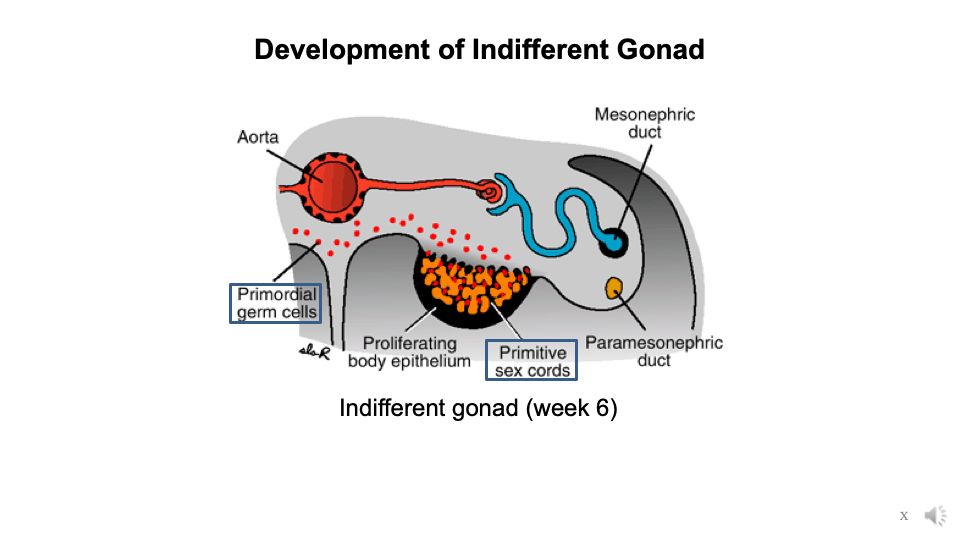 Development of Indifferent Gonad
Mesonephric
duct
Aorta
Primordial
germ cells
Proliferating
body epithelium
Primitive
sex cords
Paramesonephric
duct
Indifferent gonad (week 6)
x